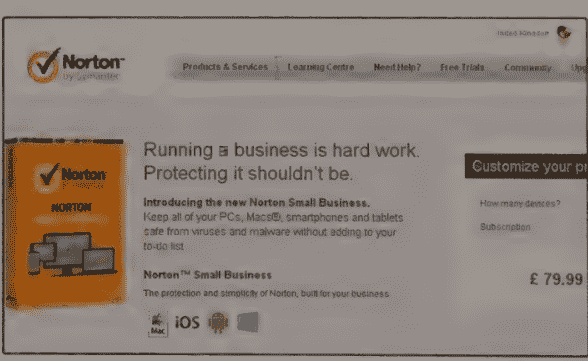 United Kingdom
Norton™
by Symantec
Products & Services
Learning Centre
Need Help?
Free Trials
Community
Norton
NORTON
Running a business is hard work.
Protecting it shouldn't be.
Introducing the new Norton Small Business.
Keep all of your PCs, Macs®, smartphones and tablets
safe from viruses and malware without adding to your
to-do list
Norton™ Small Business
The protection and simplicity of Norton, built for your business
Mac
iOS
Customize your
How many devices?
Subscription
£ 79.99